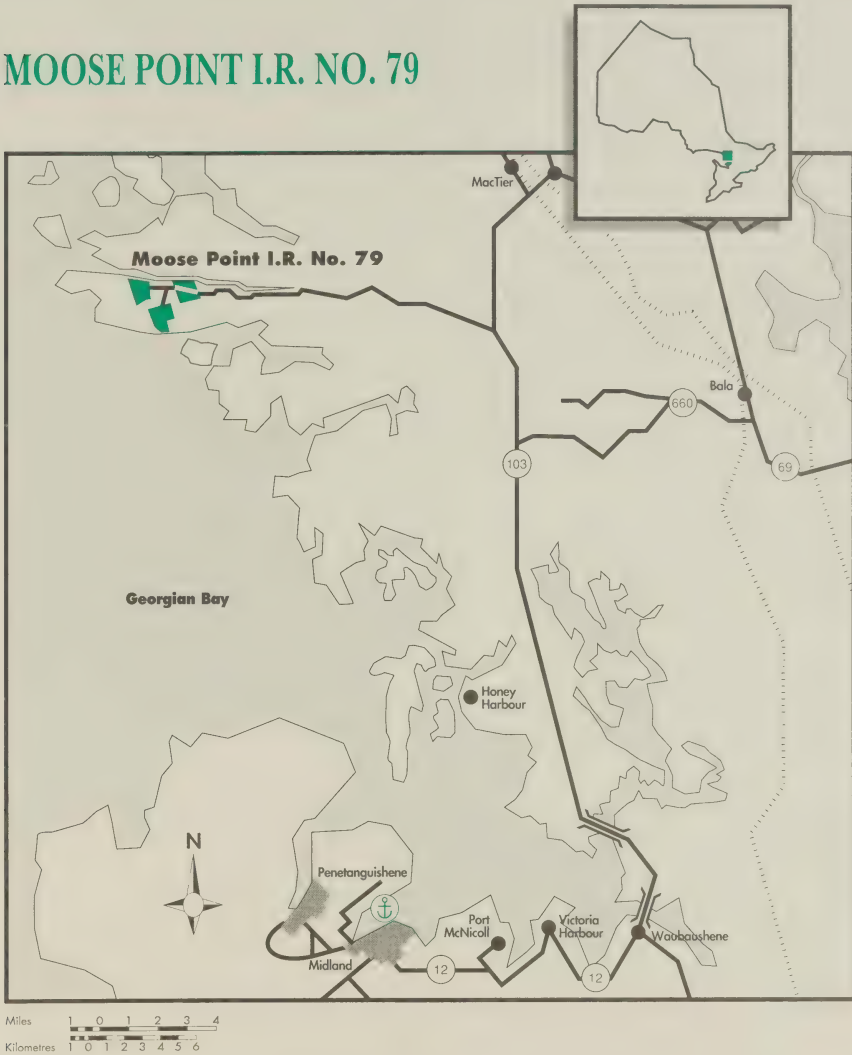 MOOSE POINT I.R. NO. 79
MacTier
Moose Point I.R. No. 79
Bala
660
103
69
Georgian Bay
Honey
Harbour
N
Penetanguishene
Port
McNicoll
Victoria
Harbour
Waubaushene
Midland
12
12
Miles 1 0 1 2 3 4
Kilometres 1 0 1 2 3 4 5 6